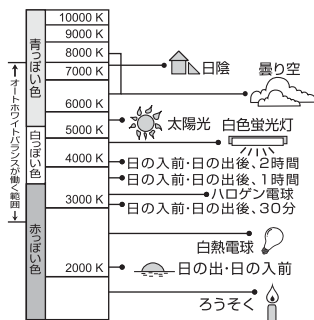 10000 K
9000 K
8000 K
7000 K
6000 K
5000 K
4000 K
3000 K
2000 K
青っぽい色
白っぽい色
赤っぽい色
オートホワイトバランスが働く範囲
日陰
曇り空
太陽光
白色蛍光灯
日の入前・日の出後、2時間
日の入前・日の出後、1時間
ハロゲン電球
日の入前・日の出後、30分
白熱電球
日の出・日の入前
ろうそく